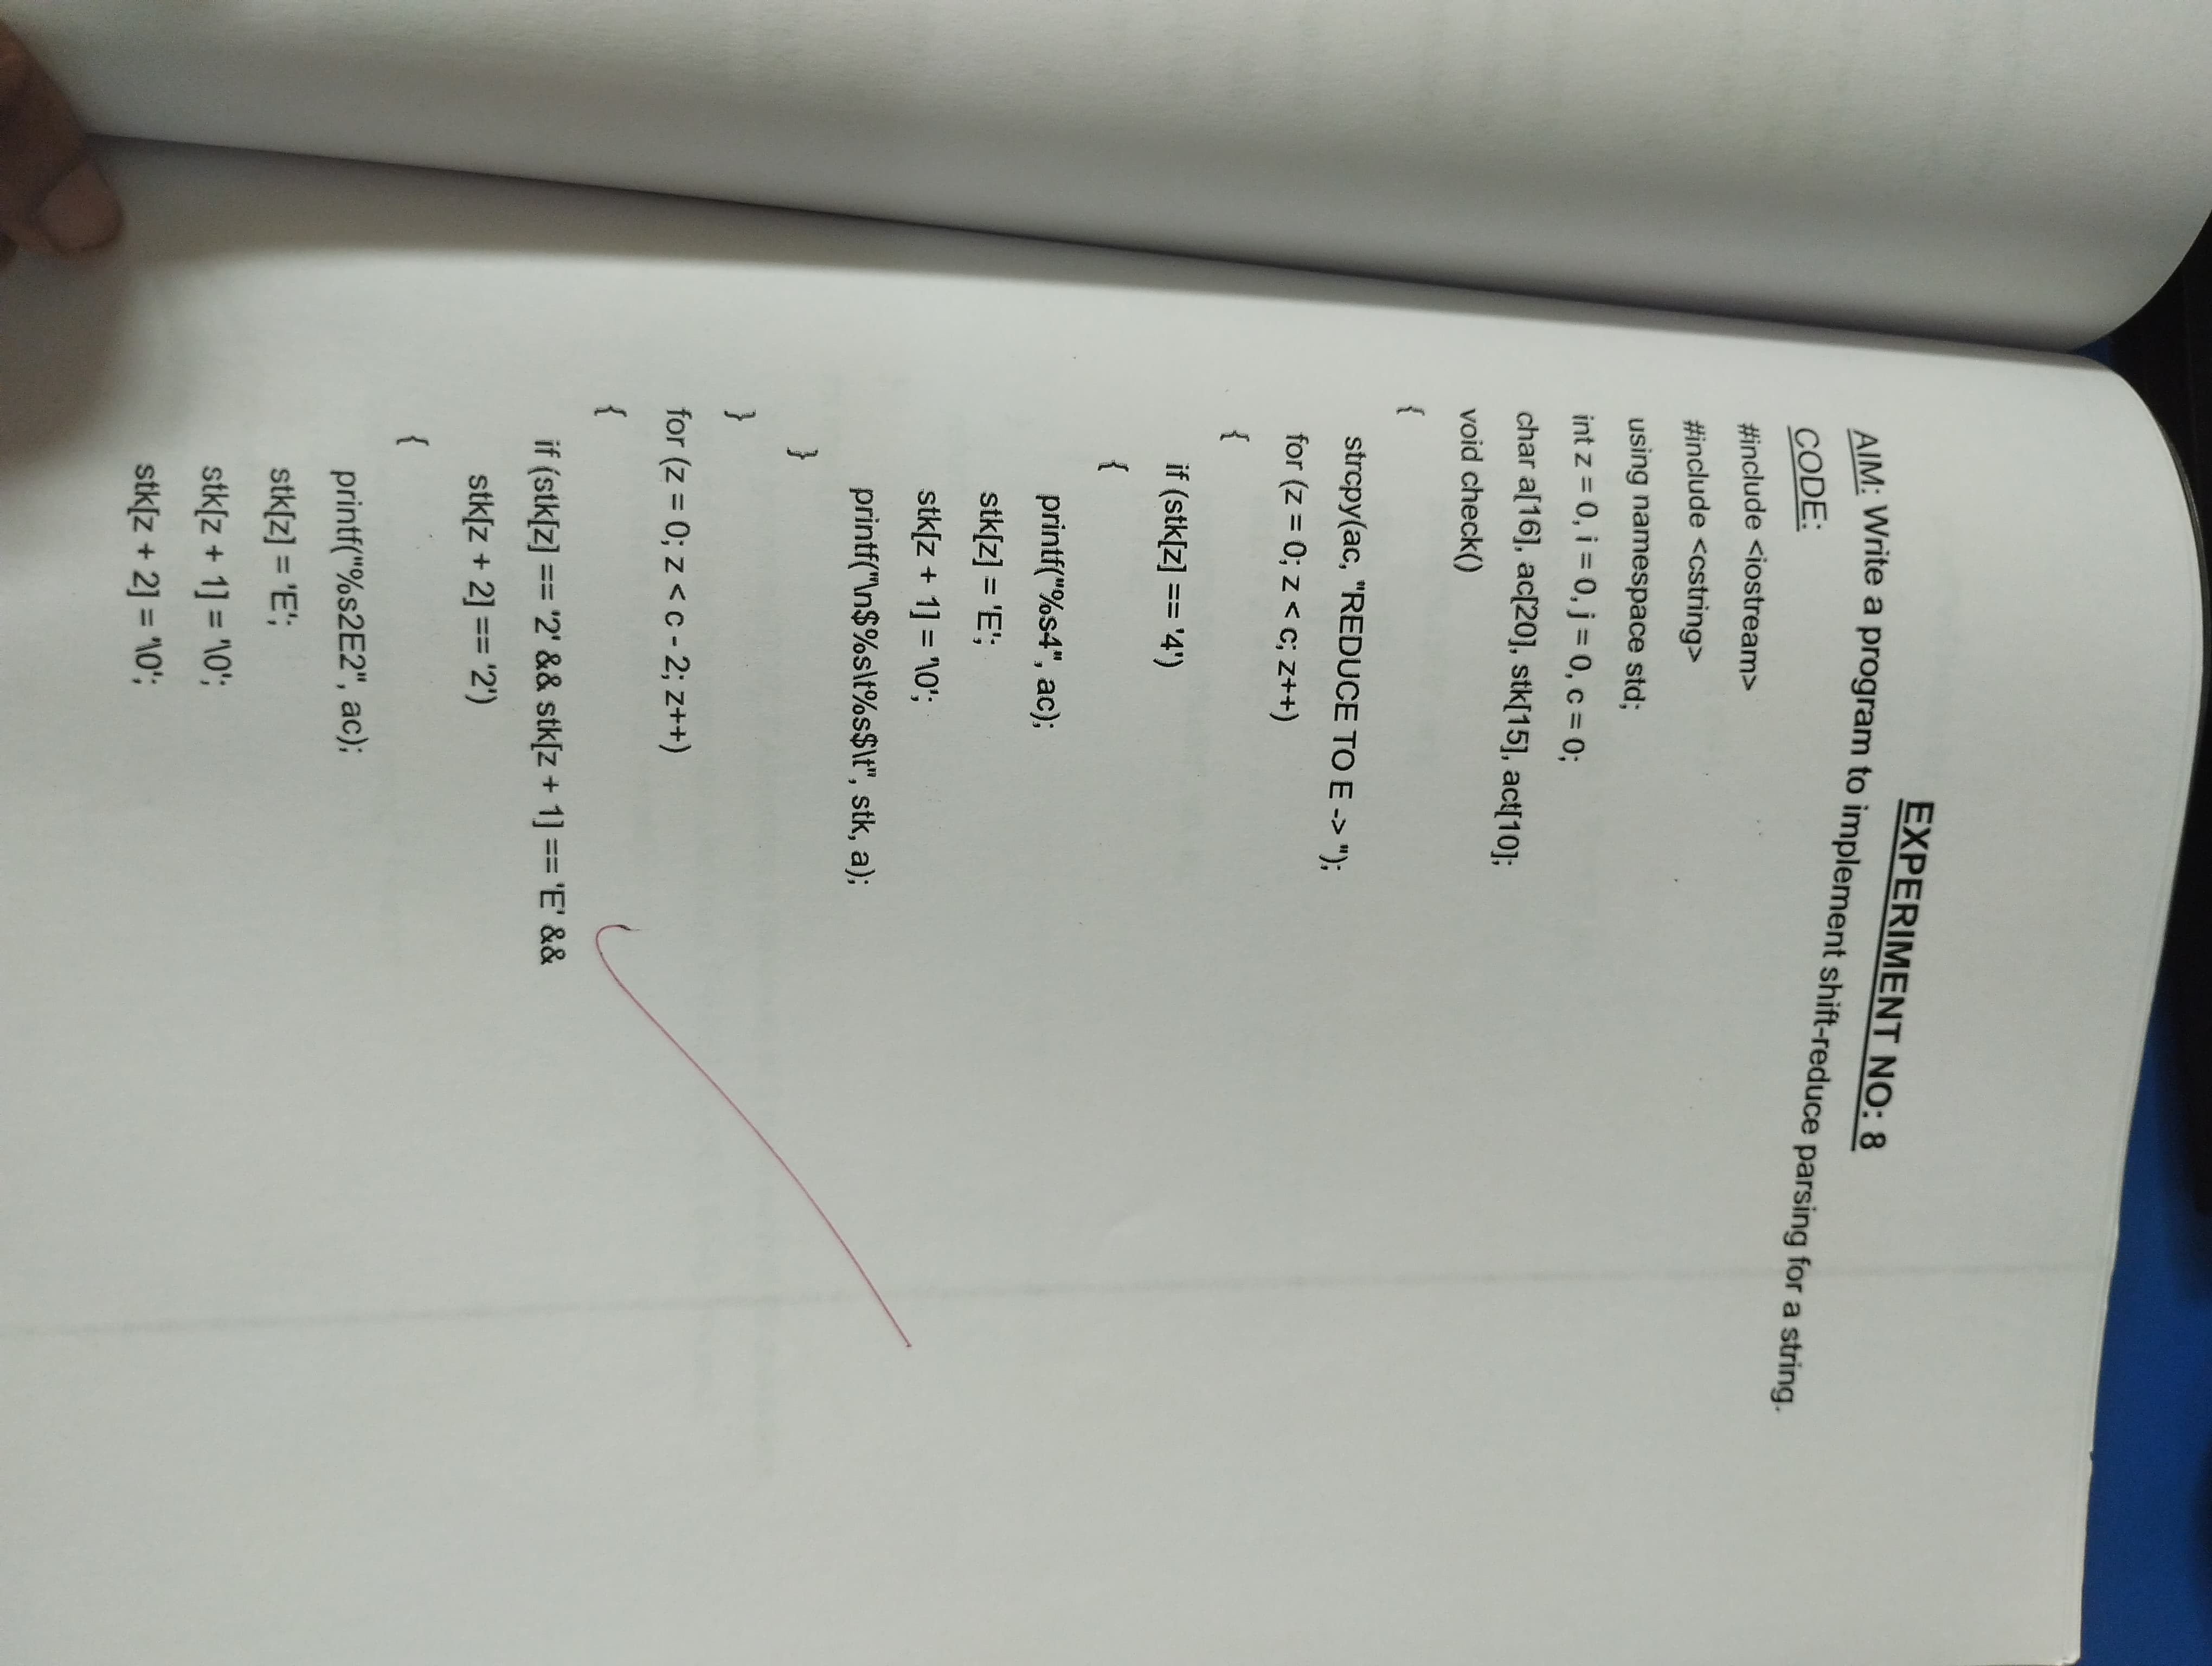 EXPERIMENT NO: 8
AIM: Write a program to implement shift-reduce parsing for a string.
CODE:
#include <iostream>
#include <cstring>
using namespace std;
int z = 0, i = 0, j = 0, c = 0;
char a[16], ac[20], stk[15], act[10];
void check()
{
strcpy(ac, "REDUCE TO E -> ");
for (z = 0; z < c; z++)
{
if (stk[z] == '4')
{
printf("%s4", ac);
stk[z] = 'E';
stk[z + 1] = '\0';
printf("\n$%s\t%s$\t", stk, a);
}
}
for (z = 0; z < c - 2; z++)
{
if (stk[z] == '2' && stk[z + 1] == 'E' &&
stk[z + 2] == '2')
{
printf("%s2E2", ac);
stk[z] = 'E';
stk[z + 1] = '\0';
stk[z + 2] = '\0';